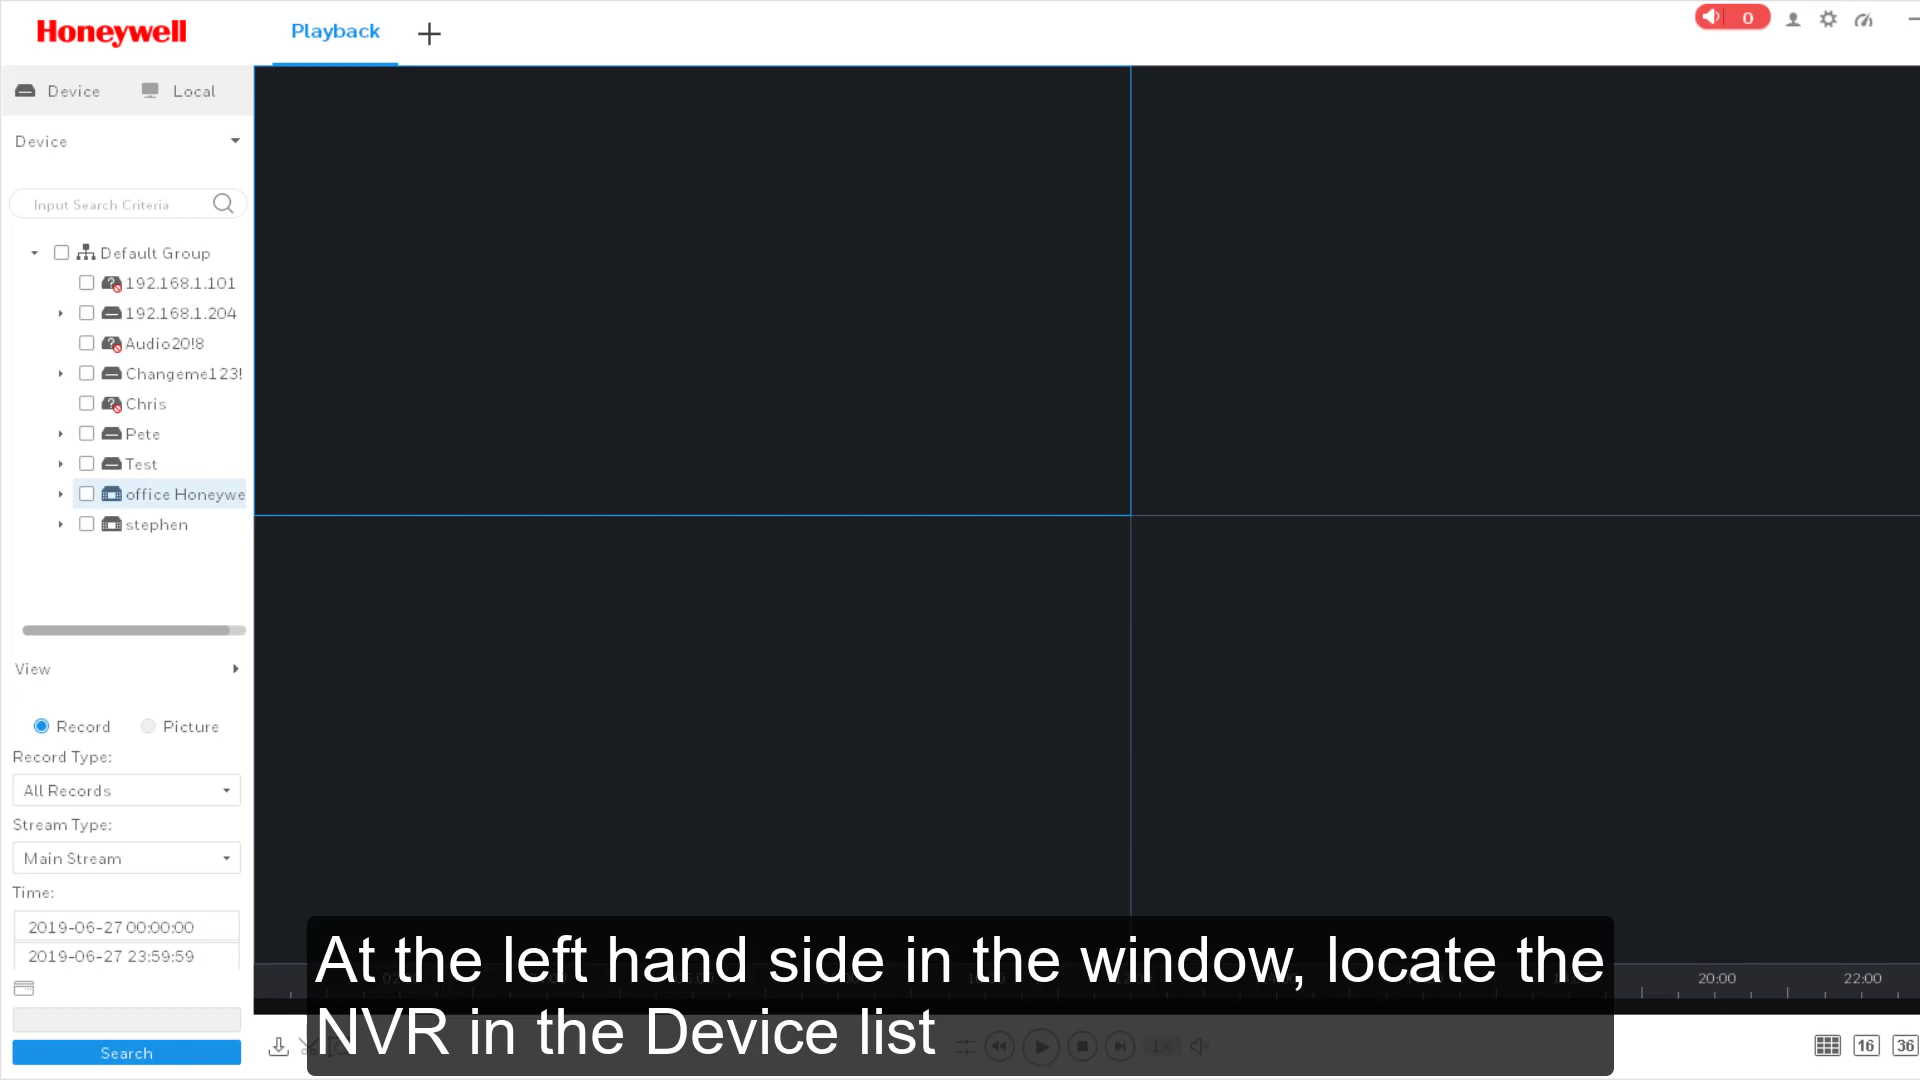 Honeywell
Playback
0
Device
Local
Device
Input Search Criteria
Default Group
192.168.1.101
192.168.1.204
Audio20!8
Changeme123!
Chris
Pete
Test
office Honeywe
stephen
View
Record
Picture
Record Type:
All Records
Stream Type:
Main Stream
Time:
2019-06-27 00:00:00
2019-06-27 23:59:59
Search
20:00
22:00
At the left hand side in the window, locate the
NVR in the Device list
16
36